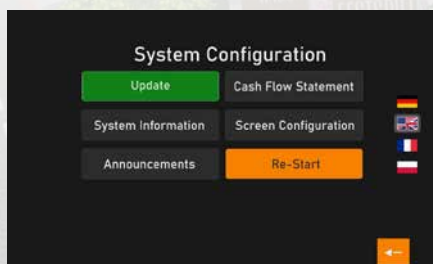 System Configuration
Update
Cash Flow Statement
System Information
Screen Configuration
Announcements
Re-Start